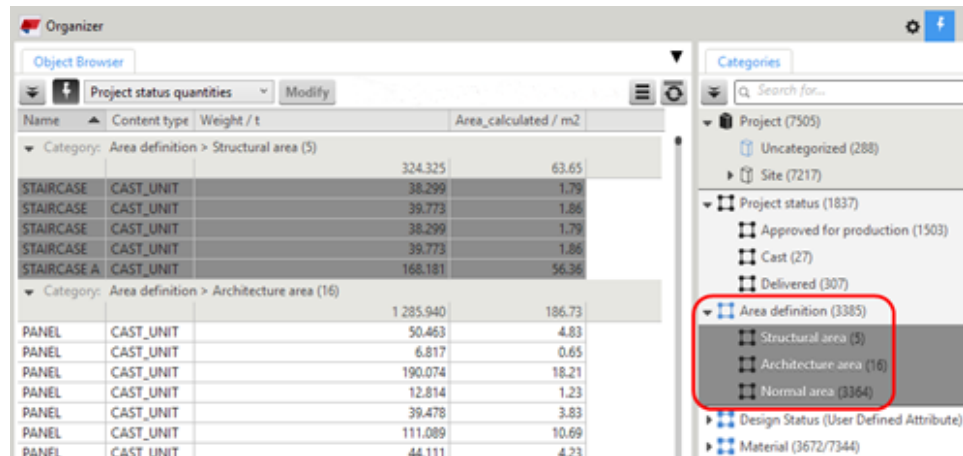 Organizer
Object Browser
Project status quantities Modify
Name Content type Weight / t Area_calculated / m2
Category: Area definition > Structural area (5)
324.325 63.65
STAIRCASE CAST_UNIT 38.299 1.79
STAIRCASE CAST_UNIT 39.773 1.86
STAIRCASE CAST_UNIT 38.299 1.79
STAIRCASE CAST_UNIT 39.773 1.86
STAIRCASE A CAST_UNIT 168.181 56.36
Category: Area definition > Architecture area (16)
1 285.940 186.73
PANEL CAST_UNIT 50.463 4.83
PANEL CAST_UNIT 6.817 0.65
PANEL CAST_UNIT 190.074 18.21
PANEL CAST_UNIT 12.814 1.23
PANEL CAST_UNIT 39.478 3.83
PANEL CAST_UNIT 111.089 10.69
PANEL CAST_UNIT 44.111 4.23
Categories
Search for...
Project (7505)
Uncategorized (288)
Site (7217)
Project status (1837)
Approved for production (1503)
Cast (27)
Delivered (307)
Area definition (3385)
Structural area (5)
Architecture area (16)
Normal area (3364)
Design Status (User Defined Attribute)
Material (3672/7344)